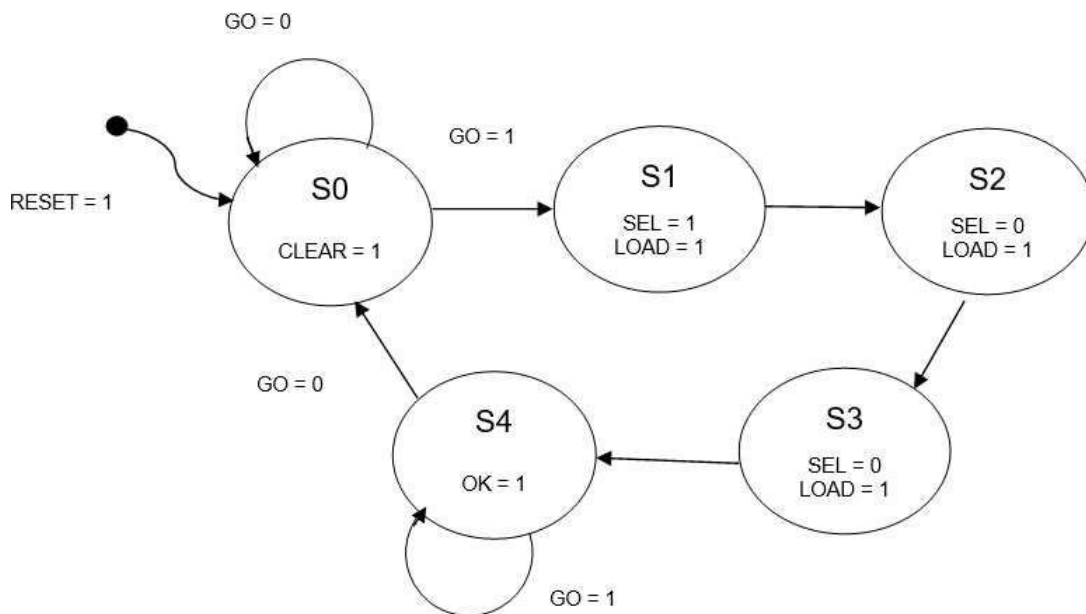 GO = 0
RESET = 1
S0
CLEAR = 1
GO = 1
S1
SEL = 1
LOAD = 1
S2
SEL = 0
LOAD = 1
S3
SEL = 0
LOAD = 1
S4
OK = 1
GO = 0
GO = 1